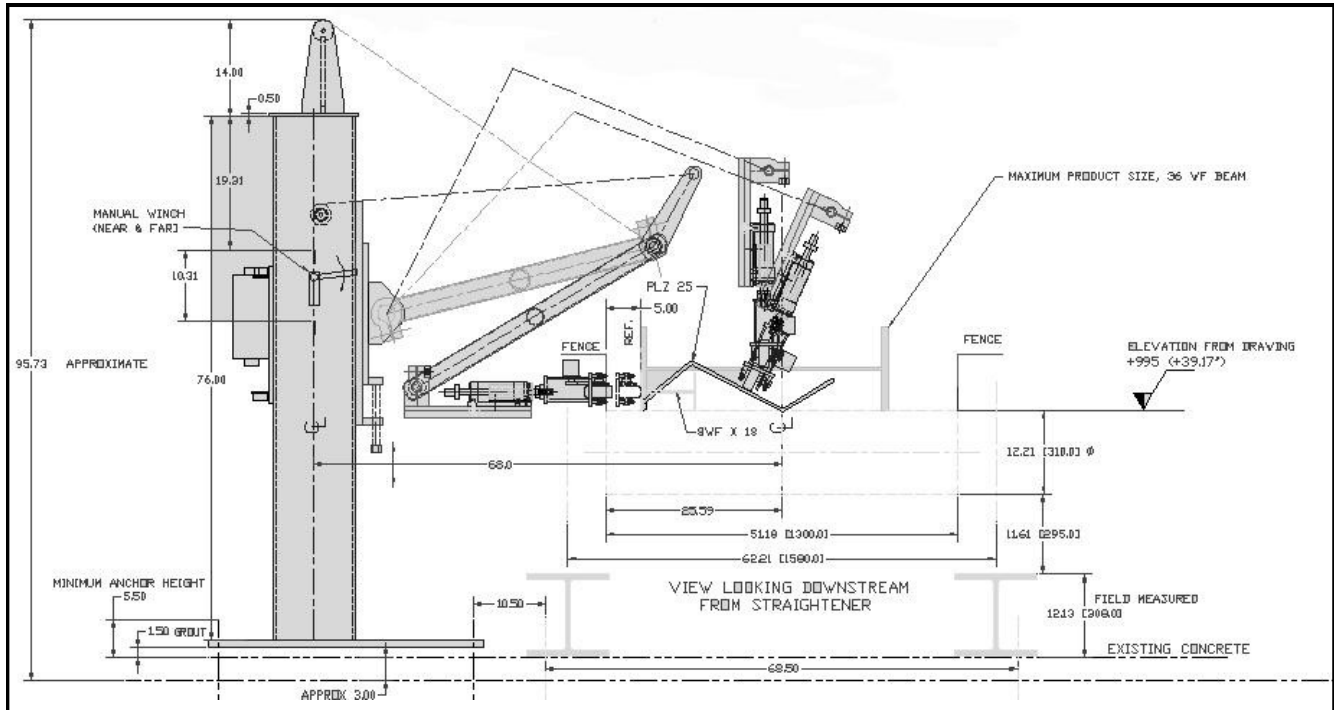 14.00
0.50
19.31
MANUAL WINCH
(NEAR & FAR)
10.31
95.73 APPROXIMATE
76.00
MINIMUM ANCHOR HEIGHT
5.50
1.50 GROUT
APPROX 3.00
10.50
68.0
PLZ 25
5.00
REF.
FENCE
8WF X 18
MAXIMUM PRODUCT SIZE, 36 WF BEAM
FENCE
ELEVATION FROM DRAWING
+995 (+39.17")
12.21 [310.0] Ø
25.59
51.18 [1300.0]
11.61 [295.0]
62.21 [1580.0]
VIEW LOOKING DOWNSTREAM
FROM STRAIGHTENER
FIELD MEASURED
12.13 [308.0]
EXISTING CONCRETE
68.50